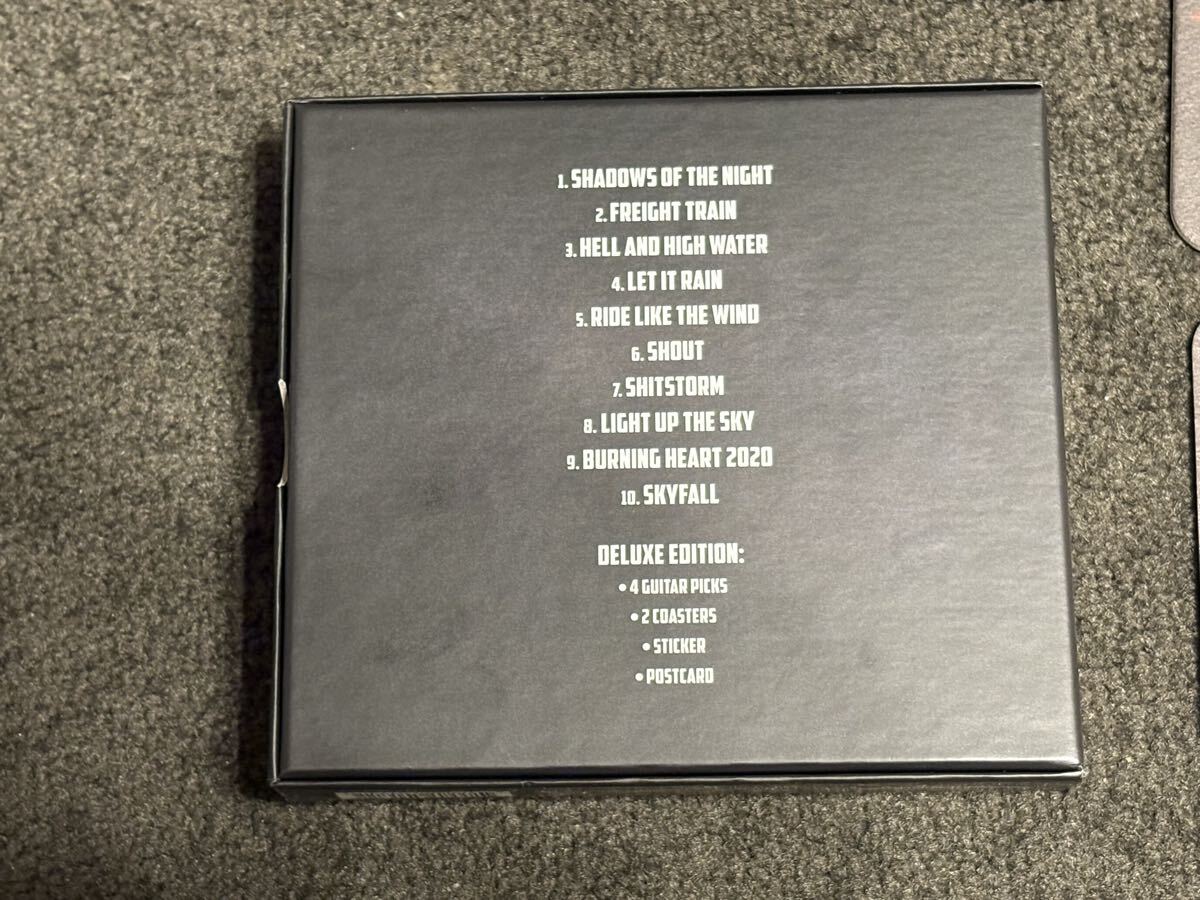 1. SHADOWS OF THE NIGHT
2. FREIGHT TRAIN
3. HELL AND HIGH WATER
4. LET IT RAIN
5. RIDE LIKE THE WIND
6. SHOUT
7. SHITSTORM
8. LIGHT UP THE SKY
9. BURNING HEART 2020
10. SKYFALL
DELUXE EDITION:
• 4 GUITAR PICKS
• 2 COASTERS
• STICKER
• POSTCARD